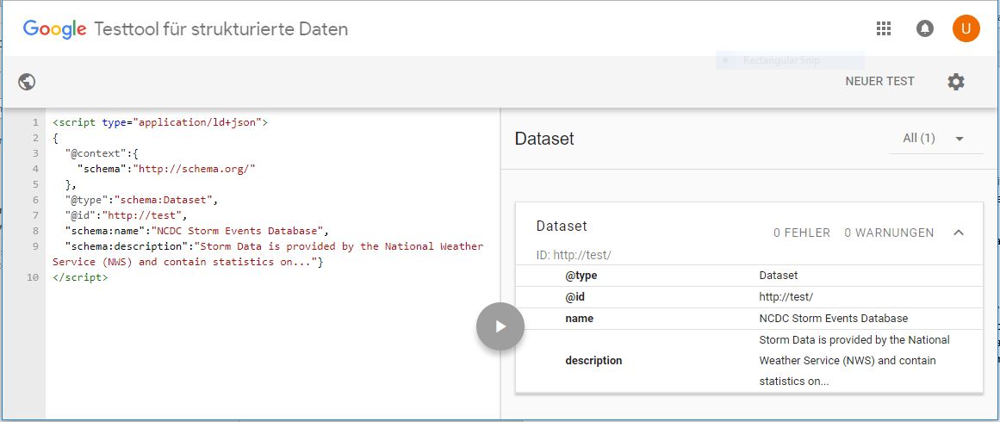 Google Testtool für strukturierte Daten
U
Rectangular Snip
NEUER TEST
1 <script type="application/ld+json">
2 {
3 "@context":{
4 "schema":"http://schema.org/"
5 },
6 "@type":"schema:Dataset",
7 "@id":"http://test",
8 "schema:name":"NCDC Storm Events Database",
9 "schema:description":"Storm Data is provided by the National Weather
Service (NWS) and contain statistics on..."}
10 </script>
Dataset
All (1)
Dataset
0 FEHLER 0 WARNUNGEN
ID: http://test/
@type Dataset
@id http://test/
name NCDC Storm Events Database
description Storm Data is provided by the National
Weather Service (NWS) and contain
statistics on...